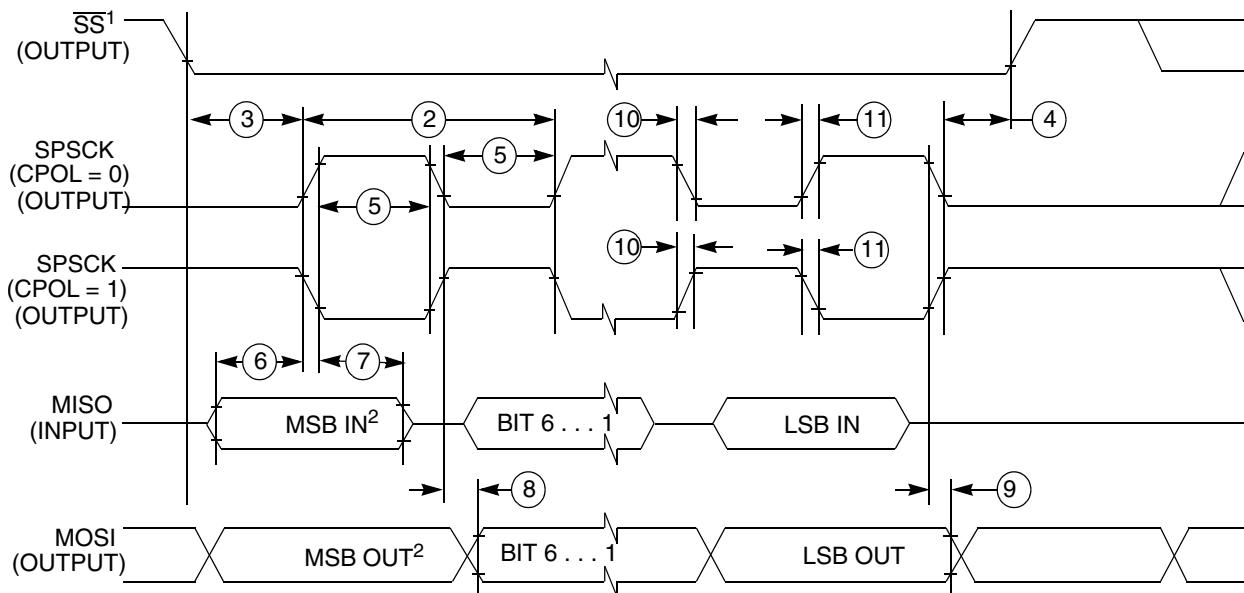 SS¹
(OUTPUT)
3
2
10
11
4
SPSCK
(CPOL = 0)
(OUTPUT)
5
5
SPSCK
(CPOL = 1)
(OUTPUT)
10
11
6
7
MISO
(INPUT)
MSB IN²
BIT 6 . . . 1
LSB IN
8
9
MOSI
(OUTPUT)
MSB OUT²
BIT 6 . . . 1
LSB OUT